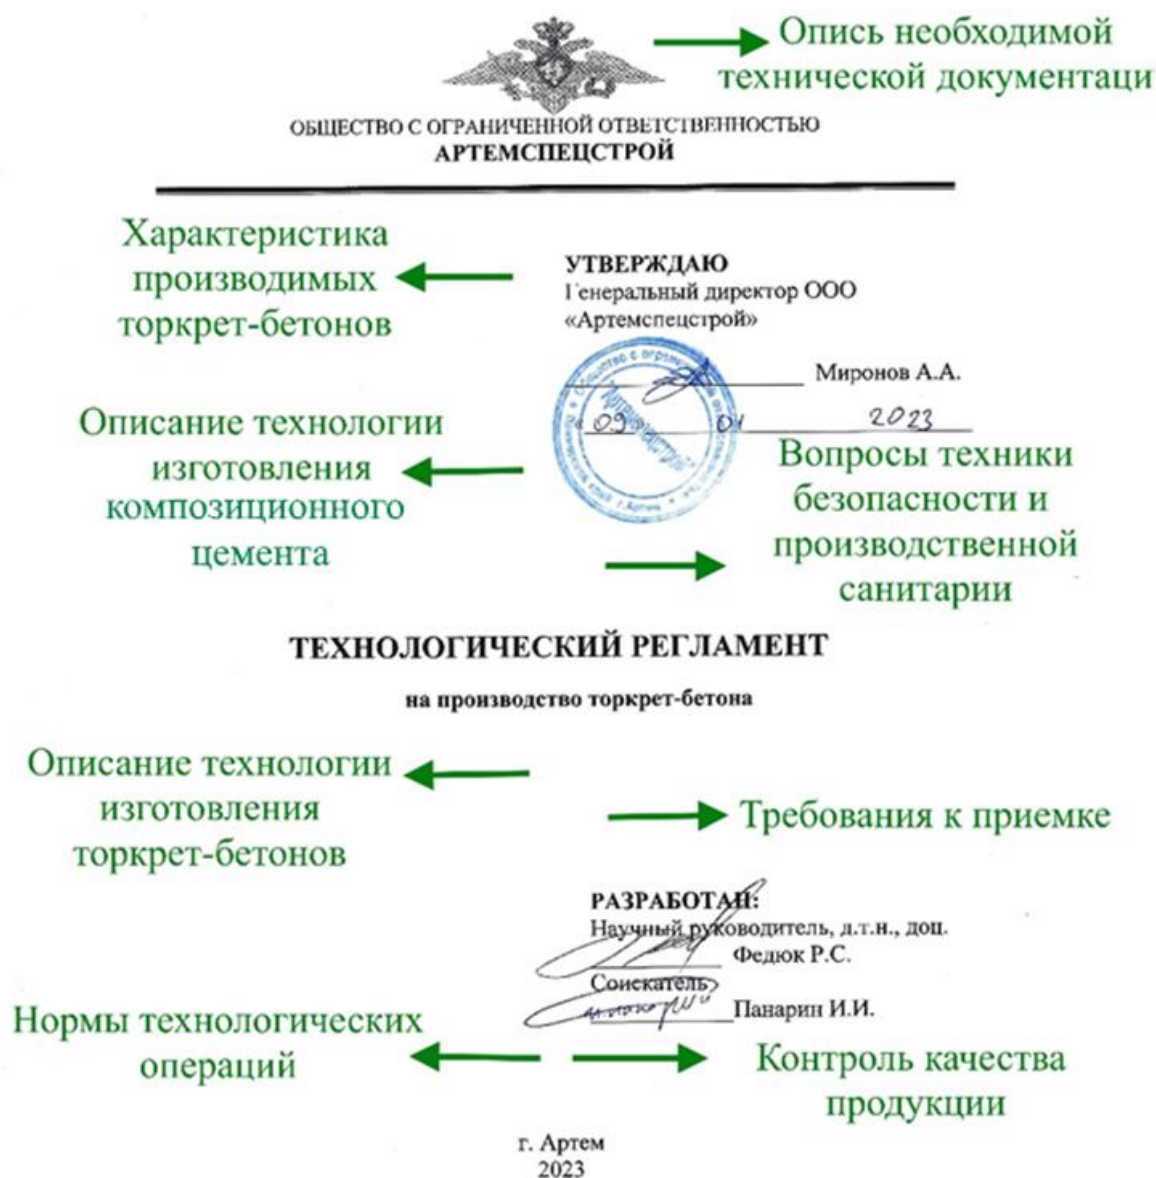 Опись необходимой
технической документаци
ОБЩЕСТВО С ОГРАНИЧЕННОЙ ОТВЕТСТВЕННОСТЬЮ
АРТЕМСПЕЦСТРОЙ
Характеристика
производимых
торкрет-бетонов
УТВЕРЖДАЮ
Генеральный директор ООО
«Артемспецстрой»
Миронов А.А.
«09» 01 2023
Описание технологии
изготовления
композиционного
цемента
Вопросы техники
безопасности и
производственной
санитарии
ТЕХНОЛОГИЧЕСКИЙ РЕГЛАМЕНТ
на производство торкрет-бетона
Описание технологии
изготовления
торкрет-бетонов
Требования к приемке
РАЗРАБОТАН:
Научный руководитель, д.т.н., доц.
Федюк Р.С.
Соискатель
Панарин И.И.
Нормы технологических
операций
Контроль качества
продукции
г. Артем
2023